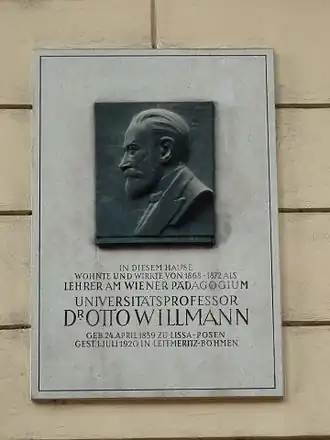 IN DIESEM HAUSE
WOHNTE UND WIRKTE VON 1868-1872 ALS
LEHRER AM WIENER PÄDAGOGIUM
UNIVERSITÄTSPROFESSOR
DR OTTO WILLMANN
GEB. 24. APRIL 1839 ZU LISSA-POSEN
GEST. 1. JULI 1920 IN LEITMERITZ-BÖHMEN